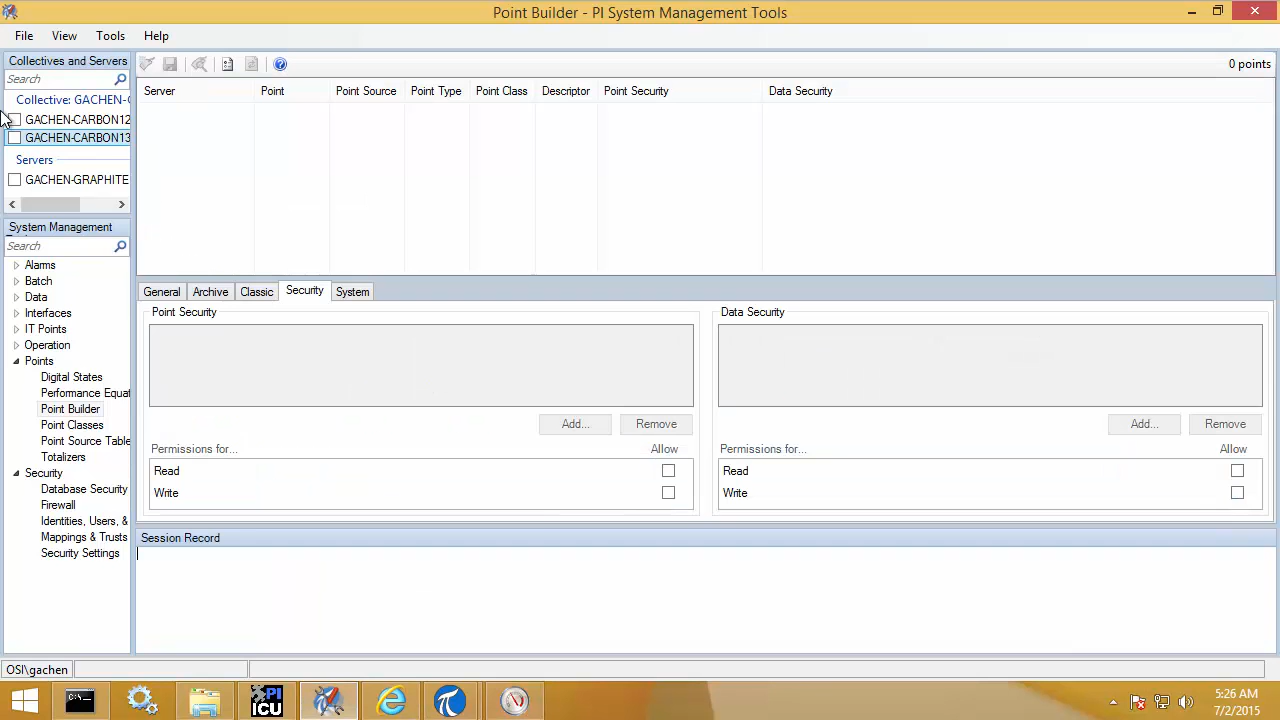 Point Builder - PI System Management Tools
File View Tools Help
Collectives and Servers
Search
Collective: GACHEN-C
GACHEN-CARBON12
GACHEN-CARBON13
Servers
GACHEN-GRAPHITE
System Management
Search
Alarms
Batch
Data
Interfaces
IT Points
Operation
Points
Digital States
Performance Equat
Point Builder
Point Classes
Point Source Table
Totalizers
Security
Database Security
Firewall
Identities, Users, &
Mappings & Trusts
Security Settings
0 points
Server Point Point Source Point Type Point Class Descriptor Point Security Data Security
General Archive Classic Security System
Point Security
Add... Remove
Permissions for... Allow
Read
Write
Data Security
Add... Remove
Permissions for... Allow
Read
Write
Session Record
OSI\gachen
PI
ICU
5:26 AM
7/2/2015